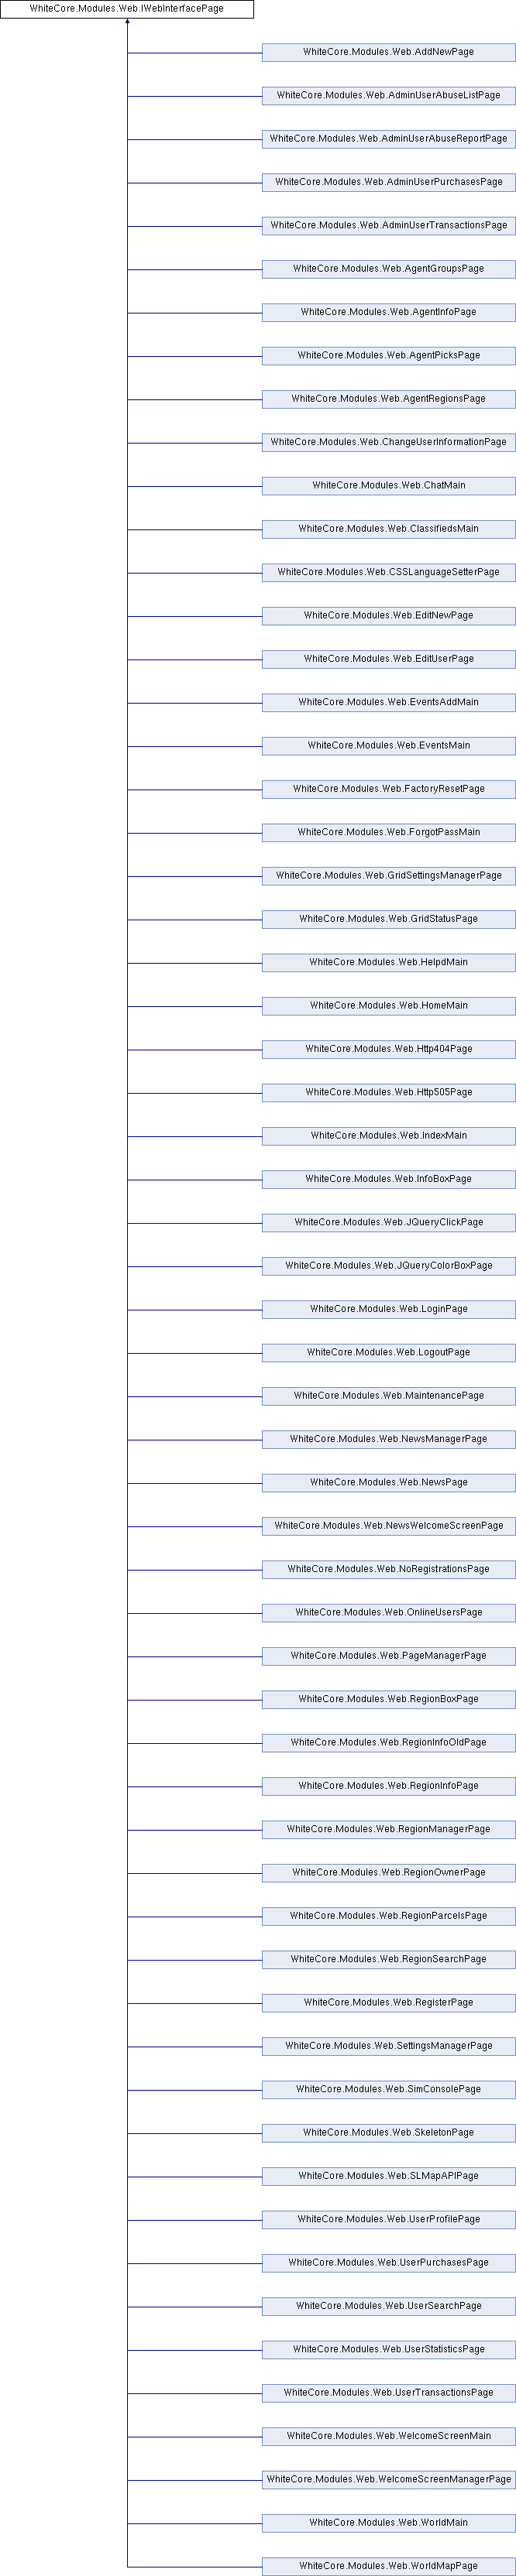 WhiteCore.Modules.Web.IWebInterfacePage
WhiteCore.Modules.Web.AddNewPage
WhiteCore.Modules.Web.AdminUserAbuseListPage
WhiteCore.Modules.Web.AdminUserAbuseReportPage
WhiteCore.Modules.Web.AdminUserPurchasesPage
WhiteCore.Modules.Web.AdminUserTransactionsPage
WhiteCore.Modules.Web.AgentGroupsPage
WhiteCore.Modules.Web.AgentInfoPage
WhiteCore.Modules.Web.AgentPicksPage
WhiteCore.Modules.Web.AgentRegionsPage
WhiteCore.Modules.Web.ChangeUserInformationPage
WhiteCore.Modules.Web.ChatMain
WhiteCore.Modules.Web.ClassifiedsMain
WhiteCore.Modules.Web.CSSLanguageSetterPage
WhiteCore.Modules.Web.EditNewPage
WhiteCore.Modules.Web.EditUserPage
WhiteCore.Modules.Web.EventsAddMain
WhiteCore.Modules.Web.EventsMain
WhiteCore.Modules.Web.FactoryResetPage
WhiteCore.Modules.Web.ForgotPassMain
WhiteCore.Modules.Web.GridSettingsManagerPage
WhiteCore.Modules.Web.GridStatusPage
WhiteCore.Modules.Web.HelpdMain
WhiteCore.Modules.Web.HomeMain
WhiteCore.Modules.Web.Http404Page
WhiteCore.Modules.Web.Http505Page
WhiteCore.Modules.Web.IndexMain
WhiteCore.Modules.Web.InfoBoxPage
WhiteCore.Modules.Web.JQueryClickPage
WhiteCore.Modules.Web.JQueryColorBoxPage
WhiteCore.Modules.Web.LoginPage
WhiteCore.Modules.Web.LogoutPage
WhiteCore.Modules.Web.MaintenancePage
WhiteCore.Modules.Web.NewsManagerPage
WhiteCore.Modules.Web.NewsPage
WhiteCore.Modules.Web.NewsWelcomeScreenPage
WhiteCore.Modules.Web.NoRegistrationsPage
WhiteCore.Modules.Web.OnlineUsersPage
WhiteCore.Modules.Web.PageManagerPage
WhiteCore.Modules.Web.RegionBoxPage
WhiteCore.Modules.Web.RegionInfoOldPage
WhiteCore.Modules.Web.RegionInfoPage
WhiteCore.Modules.Web.RegionManagerPage
WhiteCore.Modules.Web.RegionOwnerPage
WhiteCore.Modules.Web.RegionParcelsPage
WhiteCore.Modules.Web.RegionSearchPage
WhiteCore.Modules.Web.RegisterPage
WhiteCore.Modules.Web.SettingsManagerPage
WhiteCore.Modules.Web.SimConsolePage
WhiteCore.Modules.Web.SkeletonPage
WhiteCore.Modules.Web.SLMapAPIPage
WhiteCore.Modules.Web.UserProfilePage
WhiteCore.Modules.Web.UserPurchasesPage
WhiteCore.Modules.Web.UserSearchPage
WhiteCore.Modules.Web.UserStatisticsPage
WhiteCore.Modules.Web.UserTransactionsPage
WhiteCore.Modules.Web.WelcomeScreenMain
WhiteCore.Modules.Web.WelcomeScreenManagerPage
WhiteCore.Modules.Web.WorldMain
WhiteCore.Modules.Web.WorldMapPage